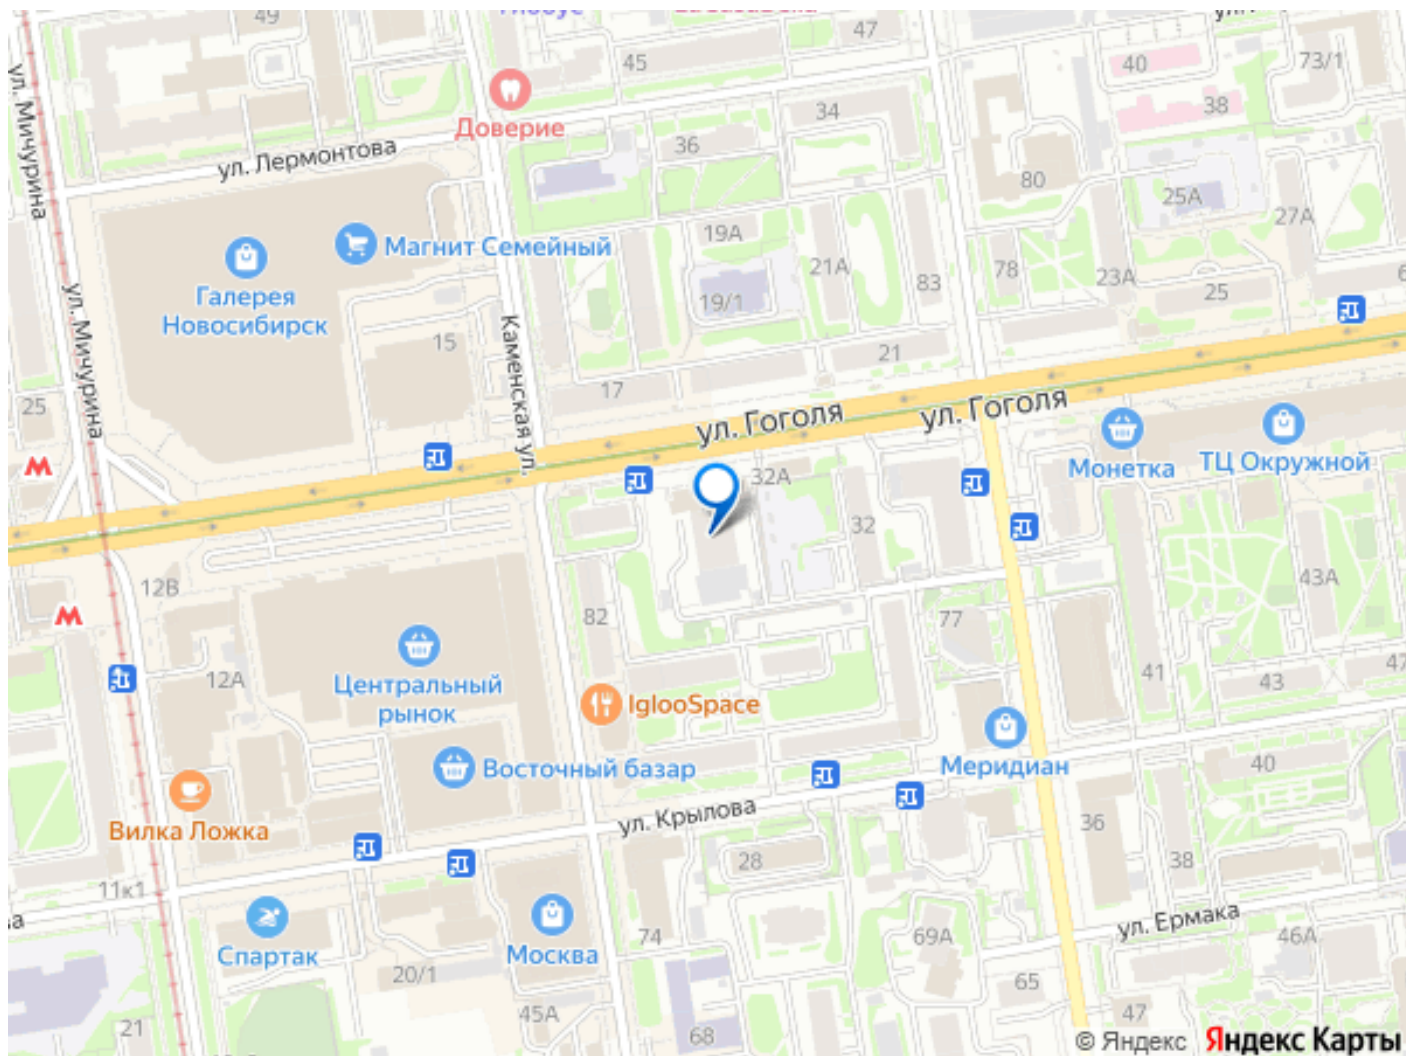 49
47
45
40
73/1
38
Доверие
34
36
ул. Лермонтова
ул. Мичурина
80
25А
27А
19А
Магнит Семейный
Галерея
Новосибирск
21А
83
78
23А
25
19/1
ул. Мичурина
Каменская ул.
15
21
17
25
ул. Гоголя
ул. Гоголя
Монетка
ТЦ Окружной
32А
32
12В
43А
82
77
Центральный
рынок
12А
41
43
47
IglooSpace
Восточный базар
Меридиан
40
Вилка Ложка
ул. Крылова
36
28
38
11к1
ул. Ермака
Спартак
Москва
74
69А
46А
20/1
65
45А
47
21
68
© Яндекс Яндекс Карты